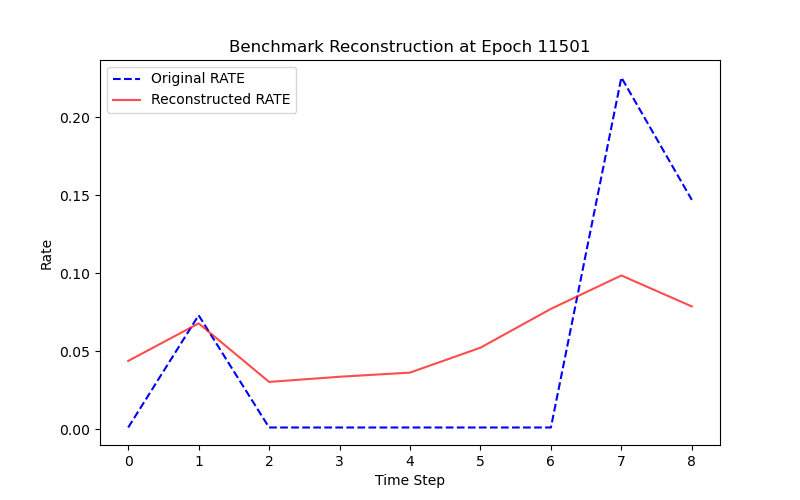 Benchmark Reconstruction at Epoch 11501
Original RATE
Reconstructed RATE
0.20
0.15
0.10
0.05
0.00
Rate
0 1 2 3 4 5 6 7 8
Time Step